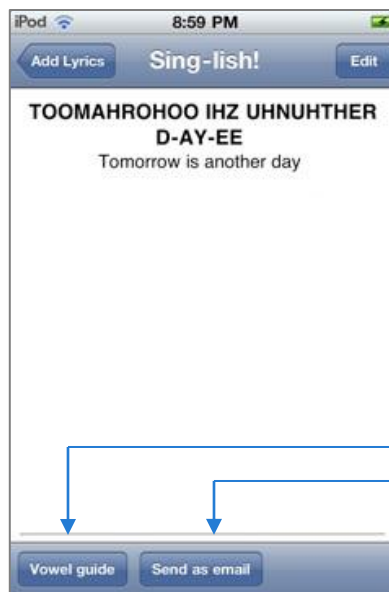 iPod 8:59 PM
Add Lyrics Sing-lish! Edit
TOOMAHROHOO IHZ UHNUHTHER
D-AY-EE
Tomorrow is another day
Vowel guide Send as email